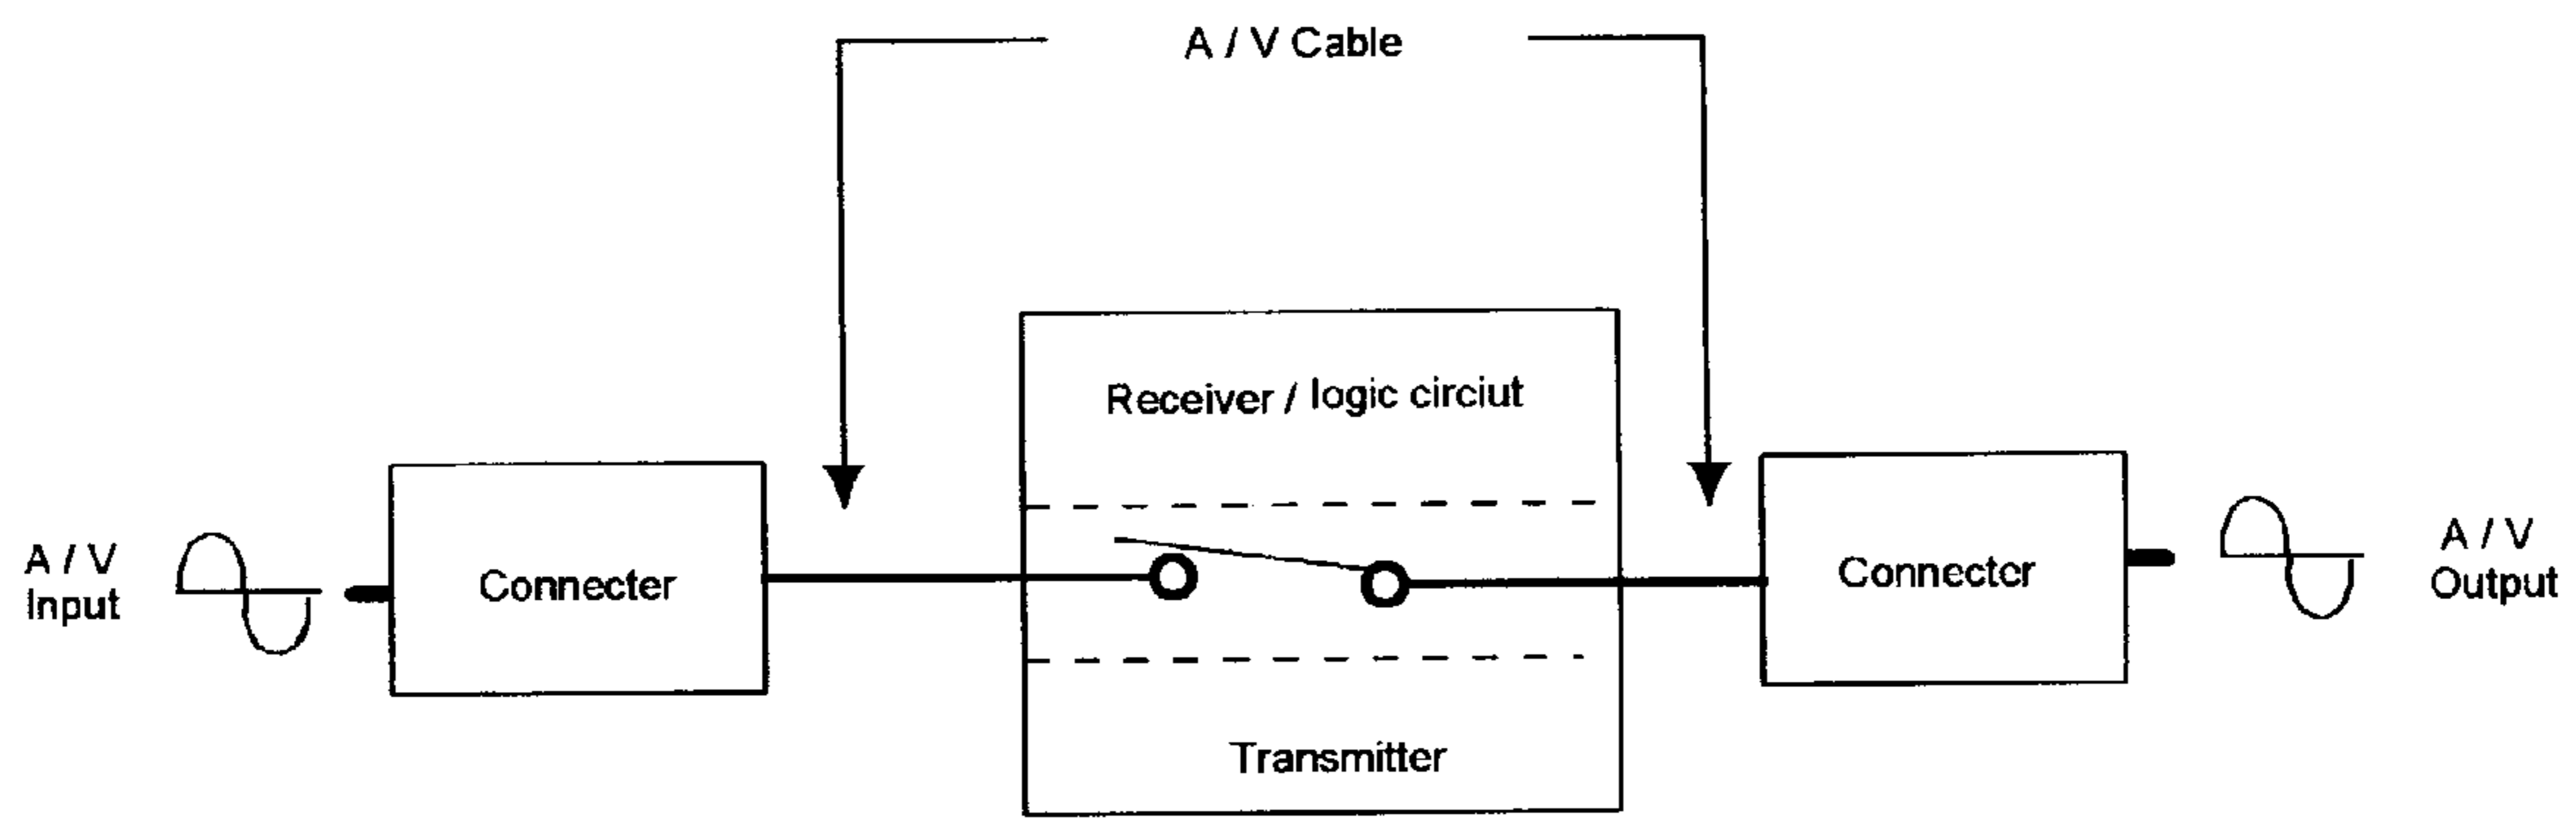 A / V Cable
Receiver / logic circiut
A / V
Input
Connecter
Connecter
A / V
Output
Transmitter